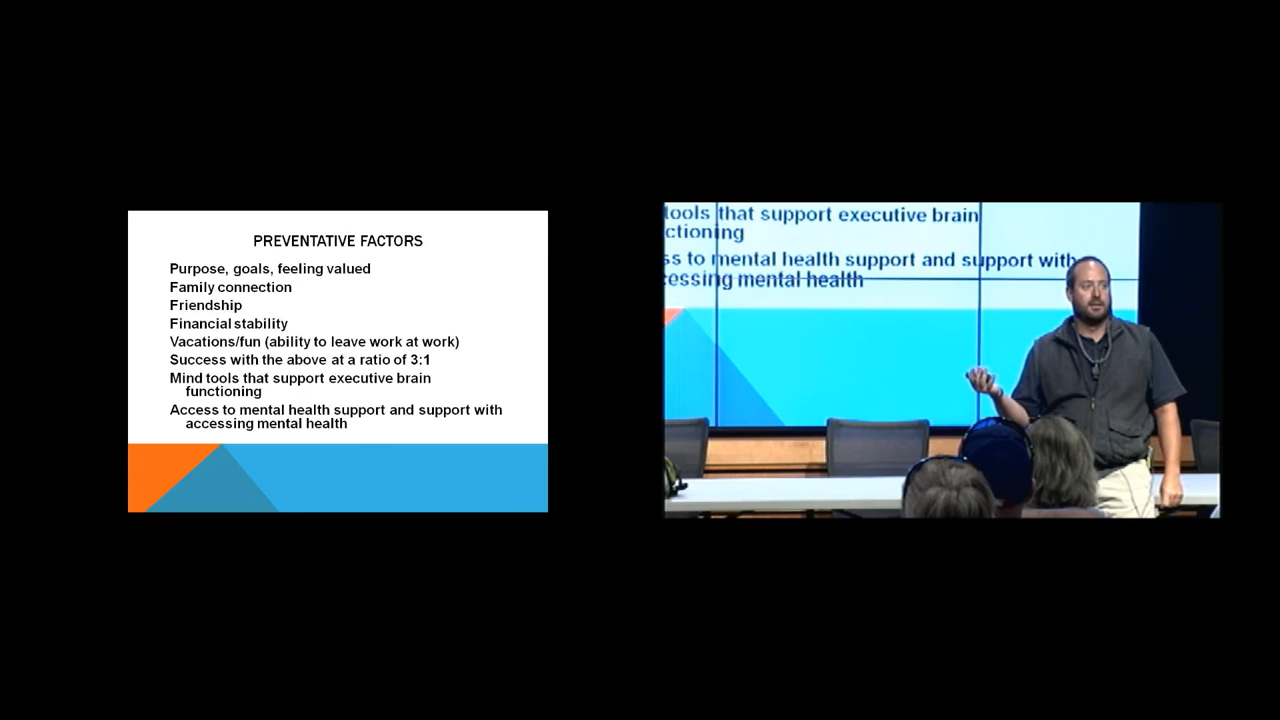 PREVENTATIVE FACTORS
Purpose, goals, feeling valued
Family connection
Friendship
Financial stability
Vacations/fun (ability to leave work at work)
Success with the above at a ratio of 3:1
Mind tools that support executive brain
functioning
Access to mental health support and support with
accessing mental health
tools that support executive brain
ctioning
ss to mental health support and support with
cessing mental health